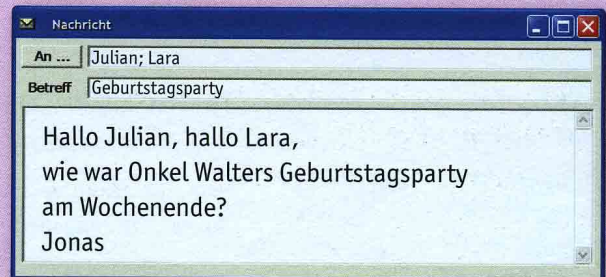 Nachricht
An ... Julian; Lara
Betreff Geburtstagsparty
Hallo Julian, hallo Lara,
wie war Onkel Walters Geburtstagsparty
am Wochenende?
Jonas